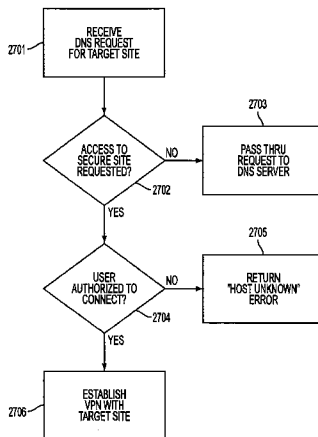 2701
RECEIVE
DNS REQUEST
FOR TARGET SITE
2703
ACCESS TO
SECURE SITE
REQUESTED?
NO
PASS THRU
REQUEST TO
DNS SERVER
2702
YES
2705
USER
AUTHORIZED TO
CONNECT?
NO
RETURN
"HOST UNKNOWN"
ERROR
2704
YES
2706
ESTABLISH
VPN WITH
TARGET SITE